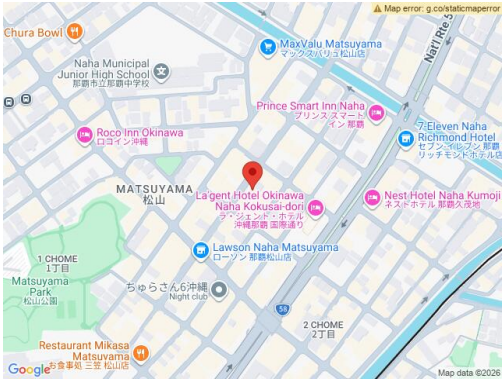 Map error: g.co/staticmaperror
Chura Bowl
MaxValu Matsuyama
マックスバリュ松山店
Nat'l Rte 5
Naha Municipal
Junior High School
那覇市立那覇中学校
Prince Smart Inn Naha
プリンス スマート
イン 那覇
7-Eleven Naha
Richmond Hotel
セブン-イレブン 那覇
リッチモンドホテル店
Roco Inn Okinawa
ロコイン沖縄
MATSUYAMA
松山
La'gent Hotel Okinawa
Naha Kokusai-dori
ラ・ジェント・ホテル
沖縄那覇 国際通り
Nest Hotel Naha Kumoji
ネストホテル 那覇久茂地
Lawson Naha Matsuyama
ローソン 那覇松山店
1 CHOME
1丁目
Matsuyama
Park
松山公園
ちゅらさん6沖縄
Night club
58
2 CHOME
2丁目
Restaurant Mikasa
Matsuyama
お食事処 三笠 松山店
Google
Map data ©2026